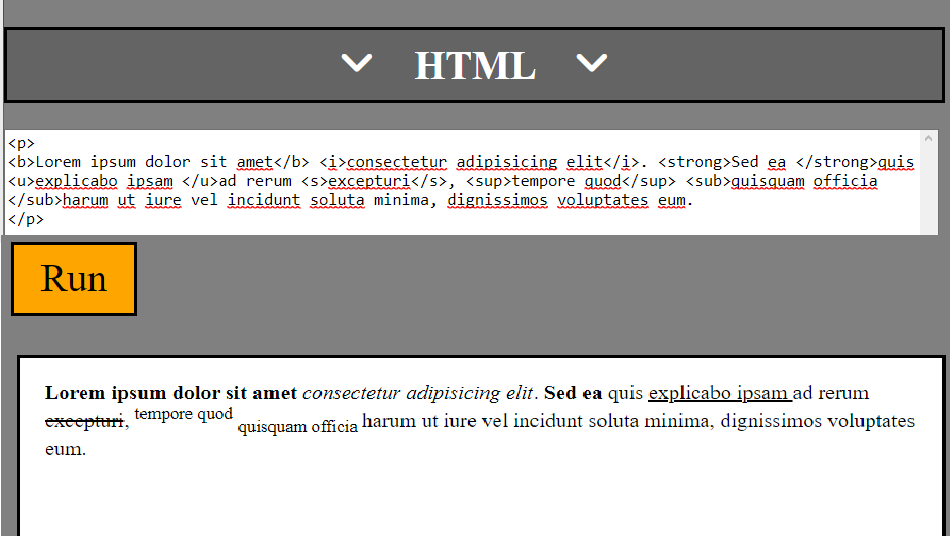 HTML
<p>
<b>Lorem ipsum dolor sit amet</b> <i>consectetur adipisicing elit</i>. <strong>Sed ea </strong>quis
<u>explicabo ipsam </u>ad rerum <s>excepturi</s>, <sup>tempore quod</sup> <sub>quisquam officia
</sub>harum ut iure vel incidunt soluta minima, dignissimos voluptates eum.
</p>
Run
Lorem ipsum dolor sit amet consectetur adipisicing elit. Sed ea quis explicabo ipsam ad rerum
excepturi, tempore quod quisquam officia harum ut iure vel incidunt soluta minima, dignissimos voluptates
eum.